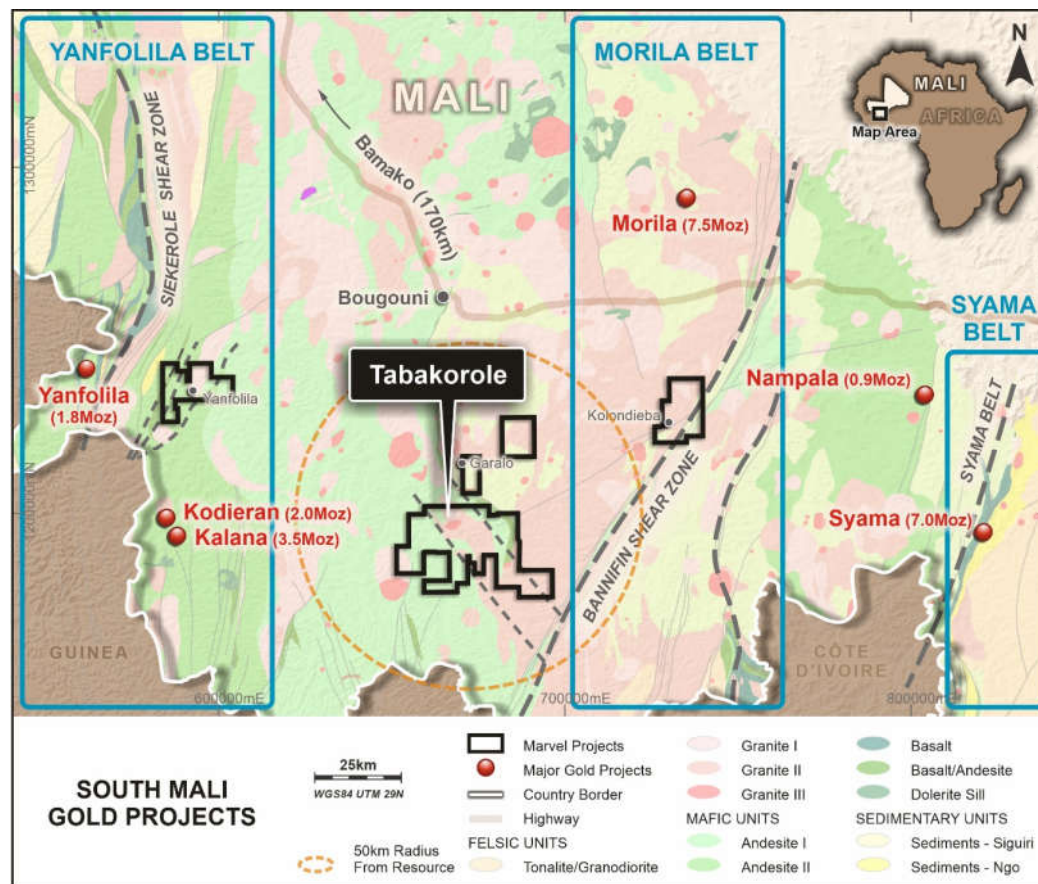 YANFOLILA BELT
MORILA BELT
N
MALI
AFRICA
Map Area
MALI
SIEKEROLE SHEAR ZONE
Bamako (170km)
1300000mN
Morila (7.5Moz)
Bougouni
SYAMA
BELT
Tabakorole
Yanfolila
(1.8Moz)
Yanfolila
Kolondieba
Nampala (0.9Moz)
SYAMA BELT
Garalo
1200000mN
Kodieran (2.0Moz)
Kalana (3.5Moz)
BANNIFIN SHEAR ZONE
Syama (7.0Moz)
GUINEA
CÔTE
D'IVOIRE
600000mE
700000mE
800000mE
SOUTH MALI
GOLD PROJECTS
25km
WGS84 UTM 29N
50km Radius
From Resource
Marvel Projects
Major Gold Projects
Country Border
Highway
FELSIC UNITS
Tonalite/Granodiorite
Granite I
Granite II
Granite III
MAFIC UNITS
Andesite I
Andesite II
Basalt
Basalt/Andesite
Dolerite Sill
SEDIMENTARY UNITS
Sediments - Siguiri
Sediments - Ngo